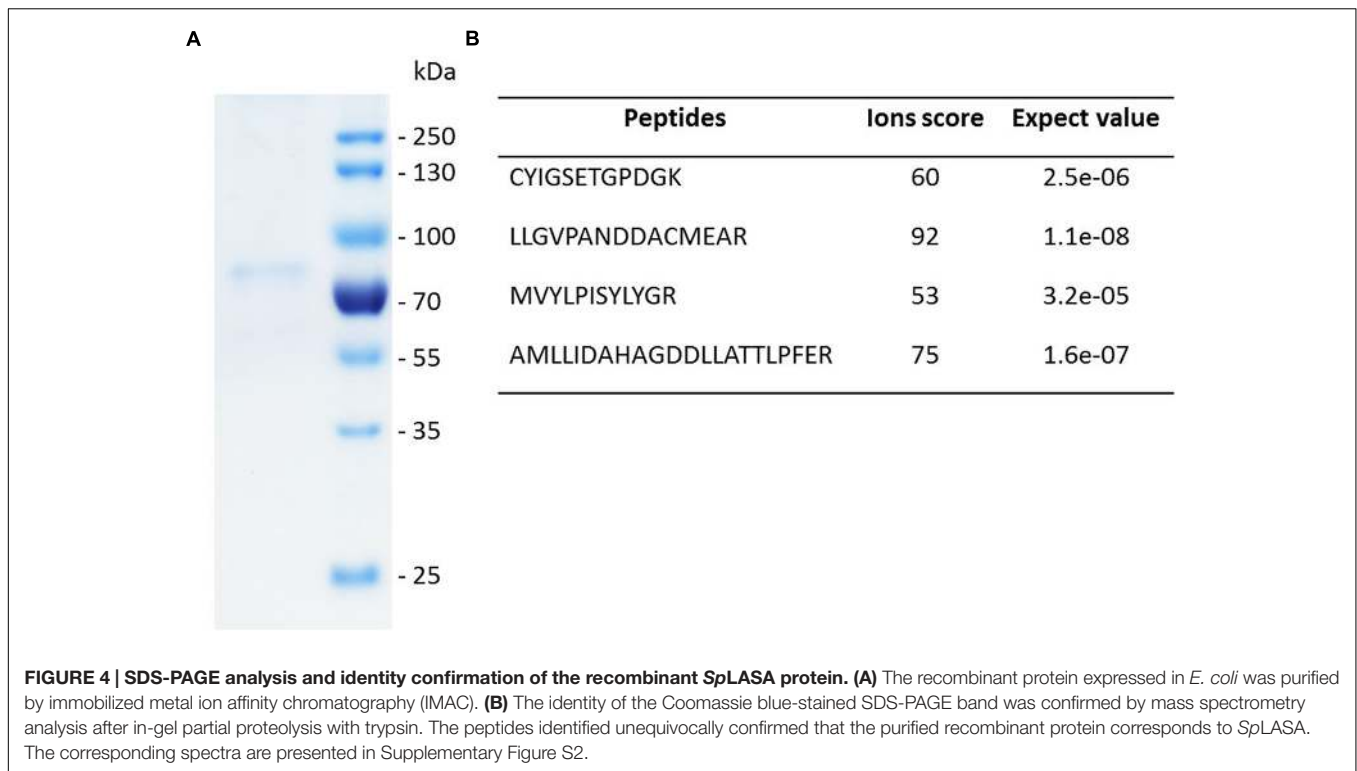 A
B
kDa
- 250
- 130
- 100
- 70
- 55
- 35
- 25
Peptides Ions score Expect value
CYIGSETGPDGK 60 2.5e-06
LLGVPANDDACMEAR 92 1.1e-08
MVYLPISYLYGR 53 3.2e-05
AMLLIDAHAGDDLLATTLPFER 75 1.6e-07
FIGURE 4 | SDS-PAGE analysis and identity confirmation of the recombinant SpLASA protein. (A) The recombinant protein expressed in E. coli was purified
by immobilized metal ion affinity chromatography (IMAC). (B) The identity of the Coomassie blue-stained SDS-PAGE band was confirmed by mass spectrometry
analysis after in-gel partial proteolysis with trypsin. The peptides identified unequivocally confirmed that the purified recombinant protein corresponds to SpLASA.
The corresponding spectra are presented in Supplementary Figure S2.